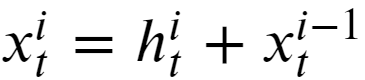 $x_t^i = h_t^i + x_t^{i-1}$